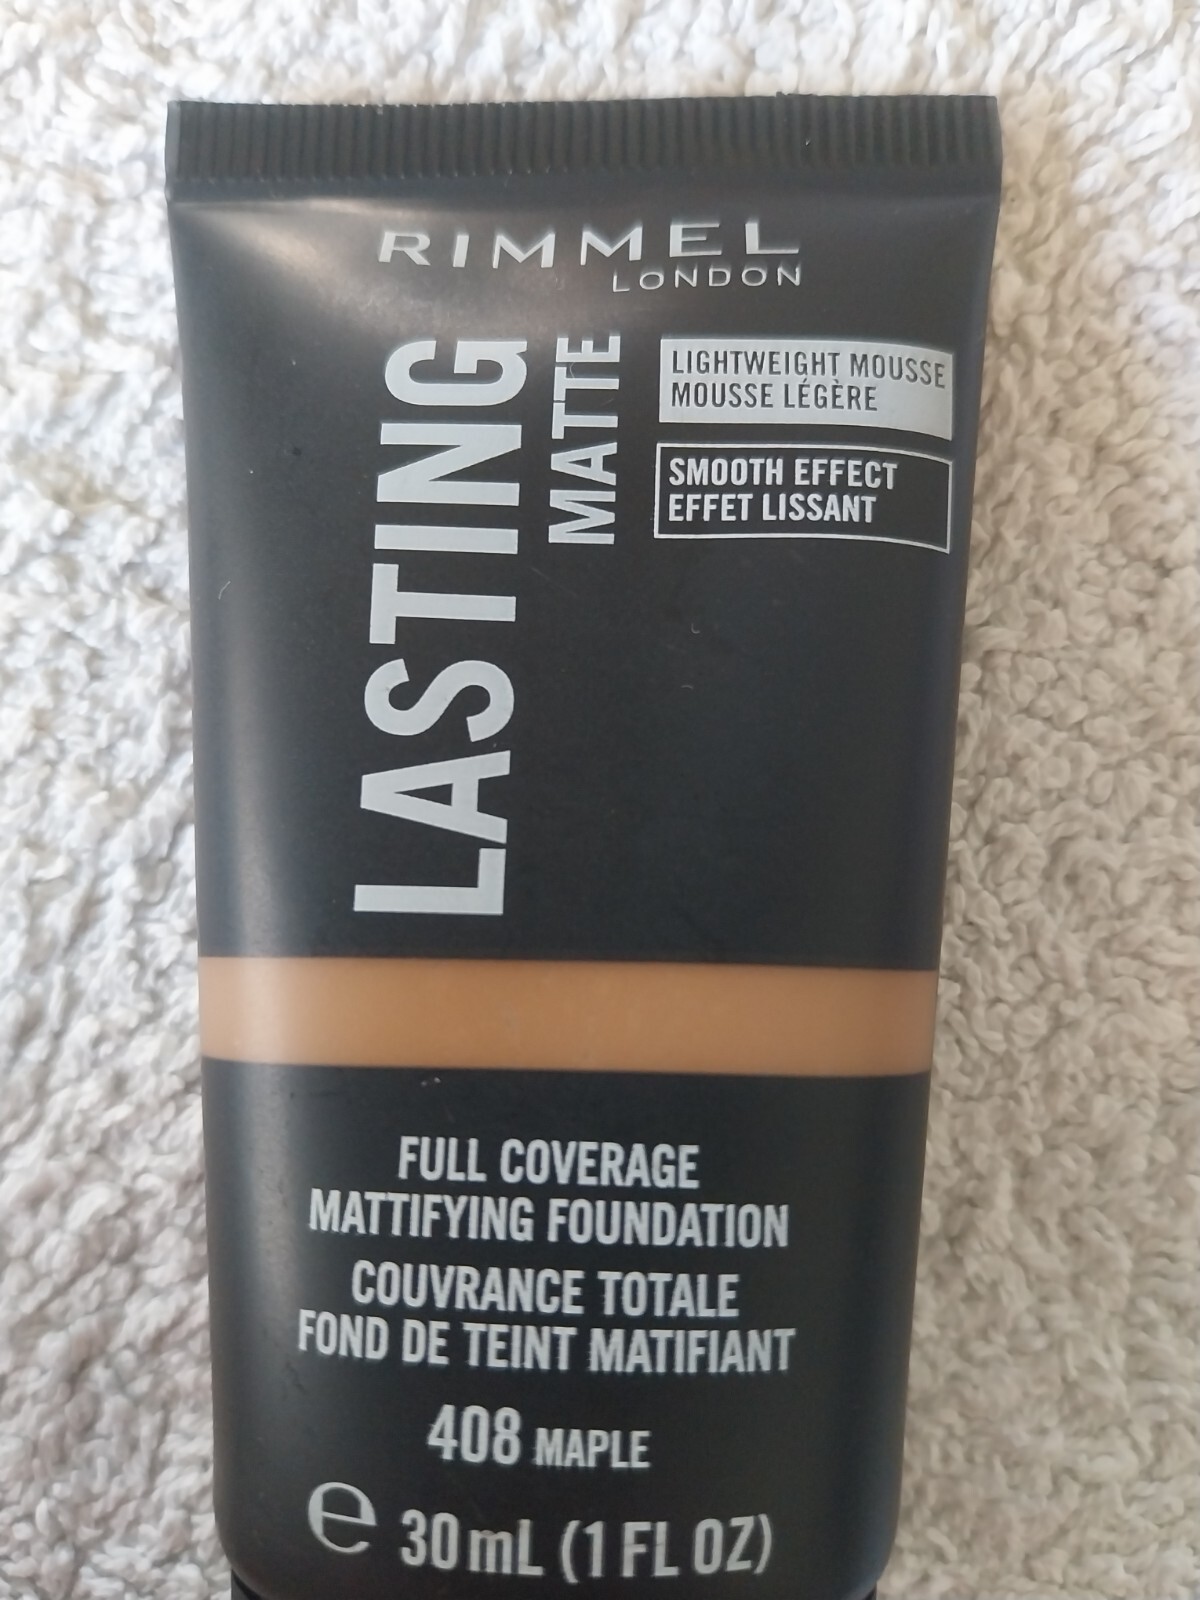 RIMMEL
LONDON
LASTING
MATTE
LIGHTWEIGHT MOUSSE
MOUSSE LÉGÈRE
SMOOTH EFFECT
EFFET LISSANT
FULL COVERAGE
MATTIFYING FOUNDATION
COUVRANCE TOTALE
FOND DE TEINT MATIFIANT
408 MAPLE
℮ 30mL (1 FL OZ)